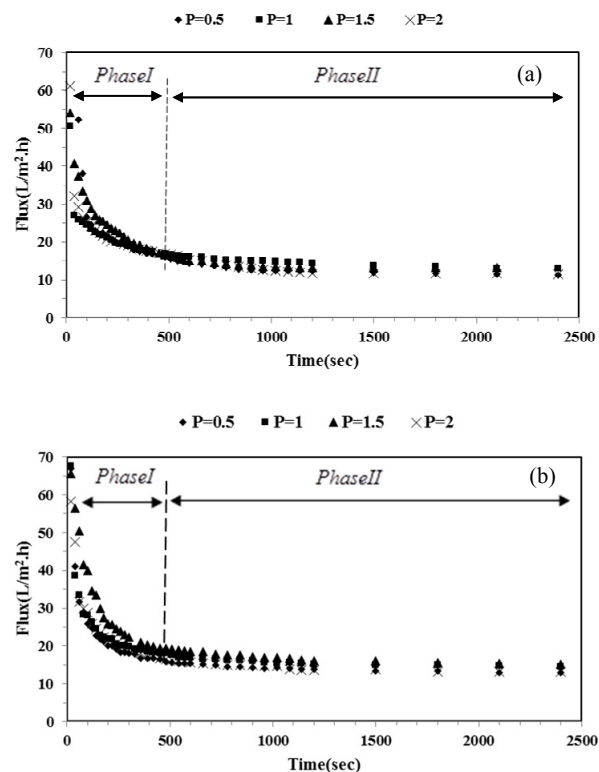 P=0.5 P=1 P=1.5 P=2
(a)
PhaseI PhaseII
Flux(L/m².h)
70
60
50
40
30
20
10
0
0 500 1000 1500 2000 2500
Time(sec)
P=0.5 P=1 P=1.5 P=2
(b)
PhaseI PhaseII
Flux(L/m².h)
70
60
50
40
30
20
10
0
0 500 1000 1500 2000 2500
Time(sec)